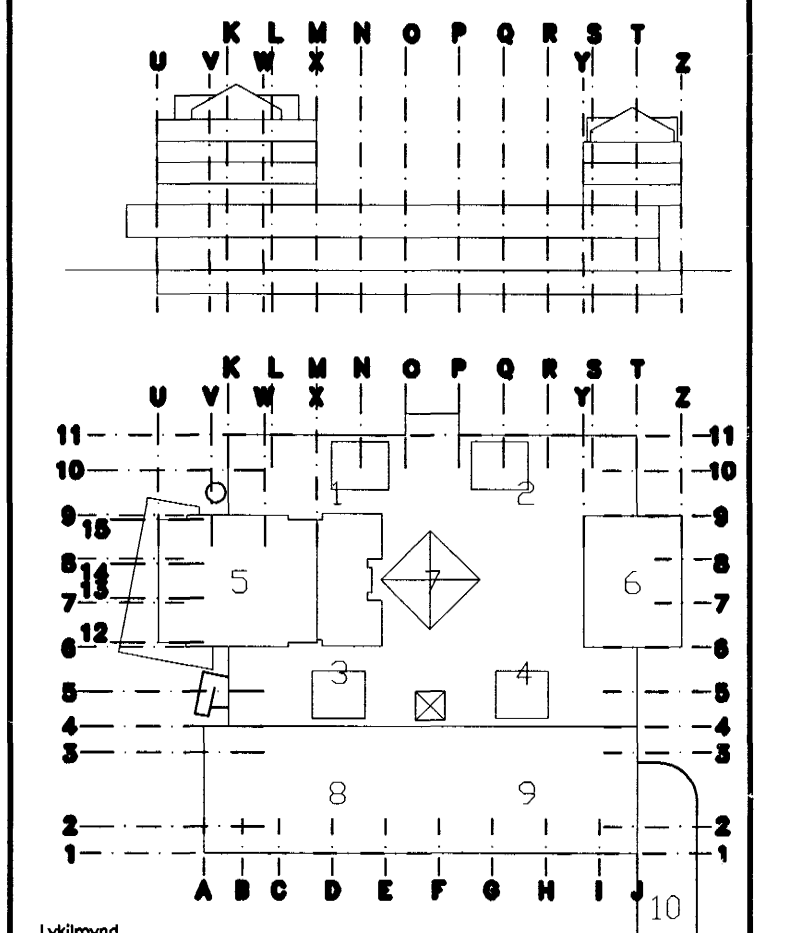 K L M N O P Q R S T
U V W X Y Z
K L M N O P Q R S T
U V W X Y Z
11 11
10 10
1 2
9 9
15
8 8
14
5 7 6
13
7 7
12
6 6
3 4
5 5
4 4
3 3
8 9
2 2
1 1
A B C D E F G H I J
10
Lykilmynd